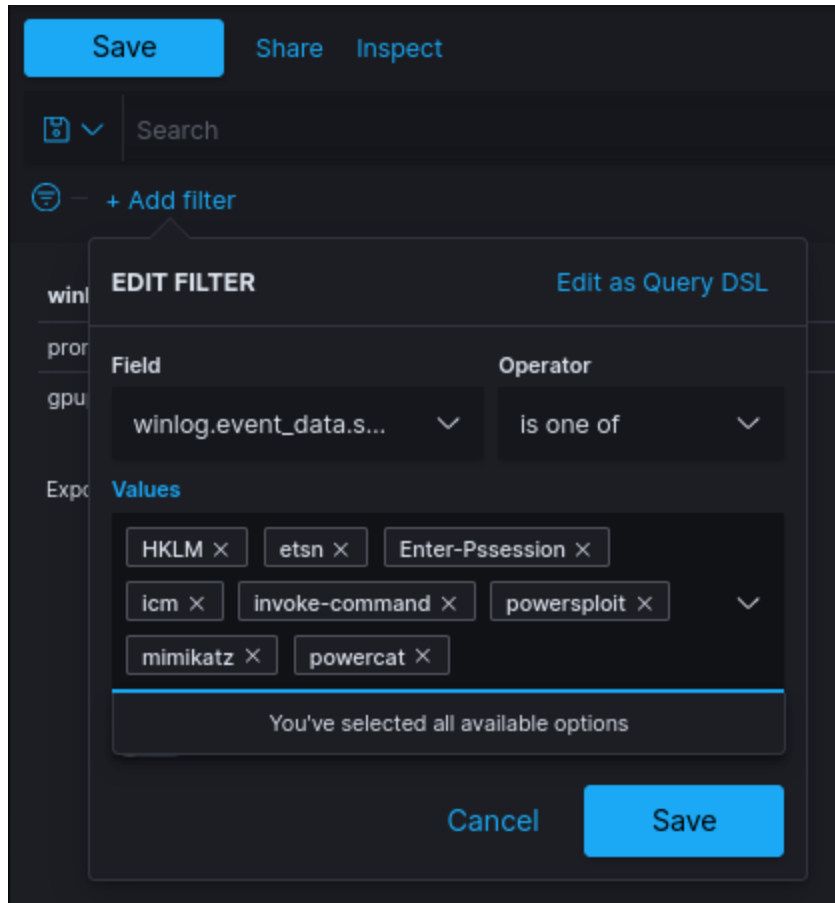 Save Share Inspect
Search
+ Add filter
EDIT FILTER Edit as Query DSL
Field Operator
winlog.event_data.s... is one of
Values
HKLM × etsn × Enter-Pssession ×
icm × invoke-command × powersploit ×
mimikatz × powercat ×
You've selected all available options
Cancel Save